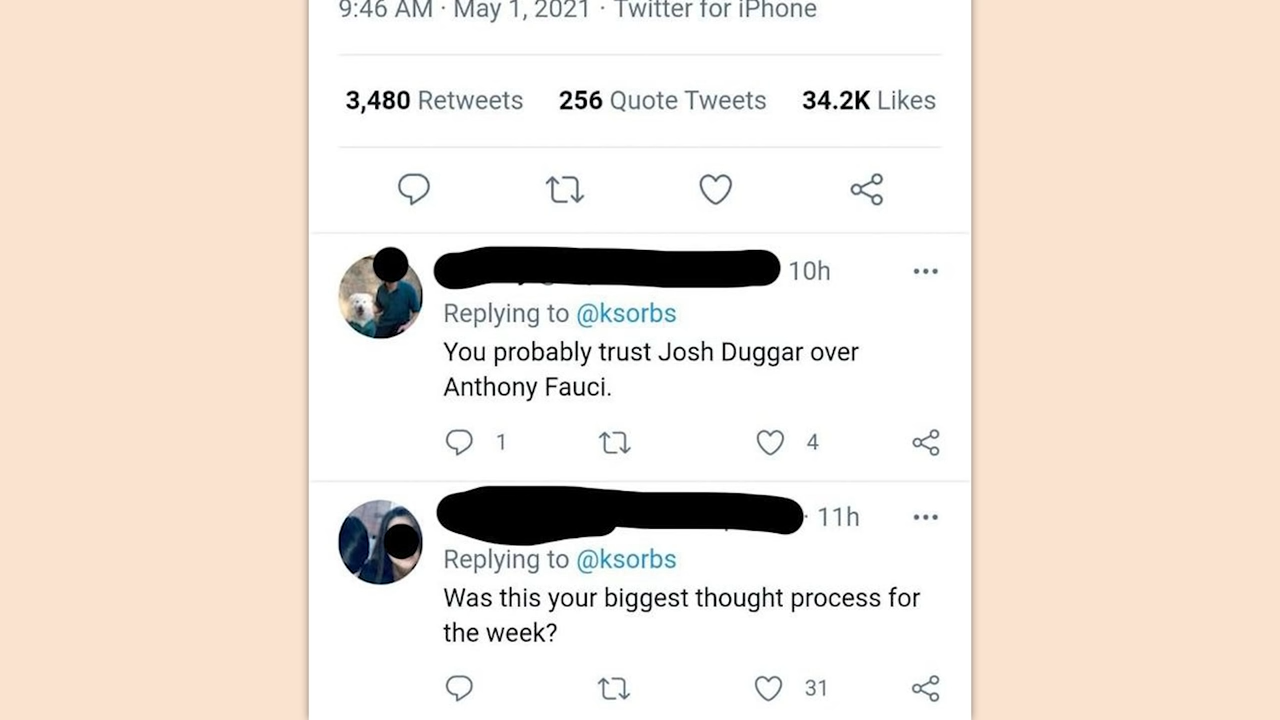 9:46 AM · May 1, 2021 · Twitter for iPhone
3,480 Retweets 256 Quote Tweets 34.2K Likes
10h
Replying to @ksorbs
You probably trust Josh Duggar over
Anthony Fauci.
1 4
· 11h
Replying to @ksorbs
Was this your biggest thought process for
the week?
31